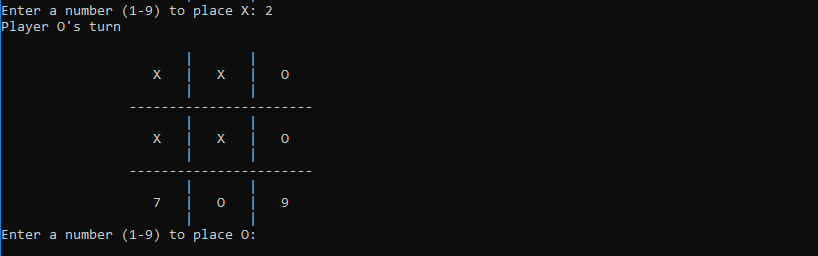 Enter a number (1-9) to place X: 2
Player O's turn
| |
X | X | O
| |
-----------------------
| |
X | X | O
| |
-----------------------
| |
7 | O | 9
| |
Enter a number (1-9) to place O: